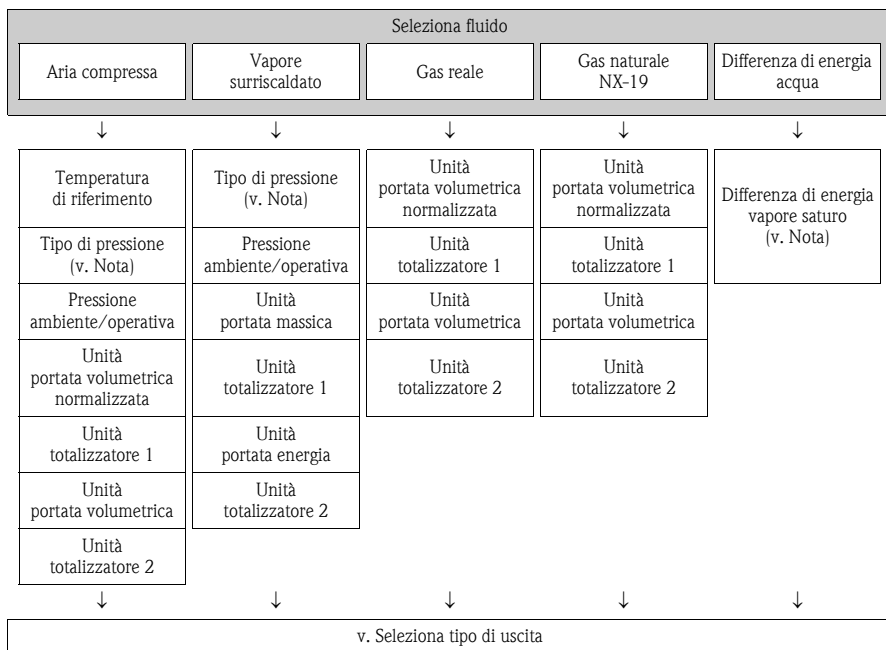 Seleziona fluido
Aria compressa
Vapore
surriscaldato
Gas reale
Gas naturale
NX-19
Differenza di energia
acqua
↓ ↓ ↓ ↓ ↓
Temperatura
di riferimento
Tipo di pressione
(v. Nota)
Pressione
ambiente/operativa
Unità
portata volumetrica
normalizzata
Unità
totalizzatore 1
Unità
portata volumetrica
Unità
totalizzatore 2
Tipo di pressione
(v. Nota)
Pressione
ambiente/operativa
Unità
portata massica
Unità
totalizzatore 1
Unità
portata energia
Unità
totalizzatore 2
Unità
portata volumetrica
normalizzata
Unità
totalizzatore 1
Unità
portata volumetrica
Unità
totalizzatore 2
Unità
portata volumetrica
normalizzata
Unità
totalizzatore 1
Unità
portata volumetrica
Unità
totalizzatore 2
Differenza di energia
vapore saturo
(v. Nota)
↓ ↓ ↓ ↓ ↓
v. Seleziona tipo di uscita